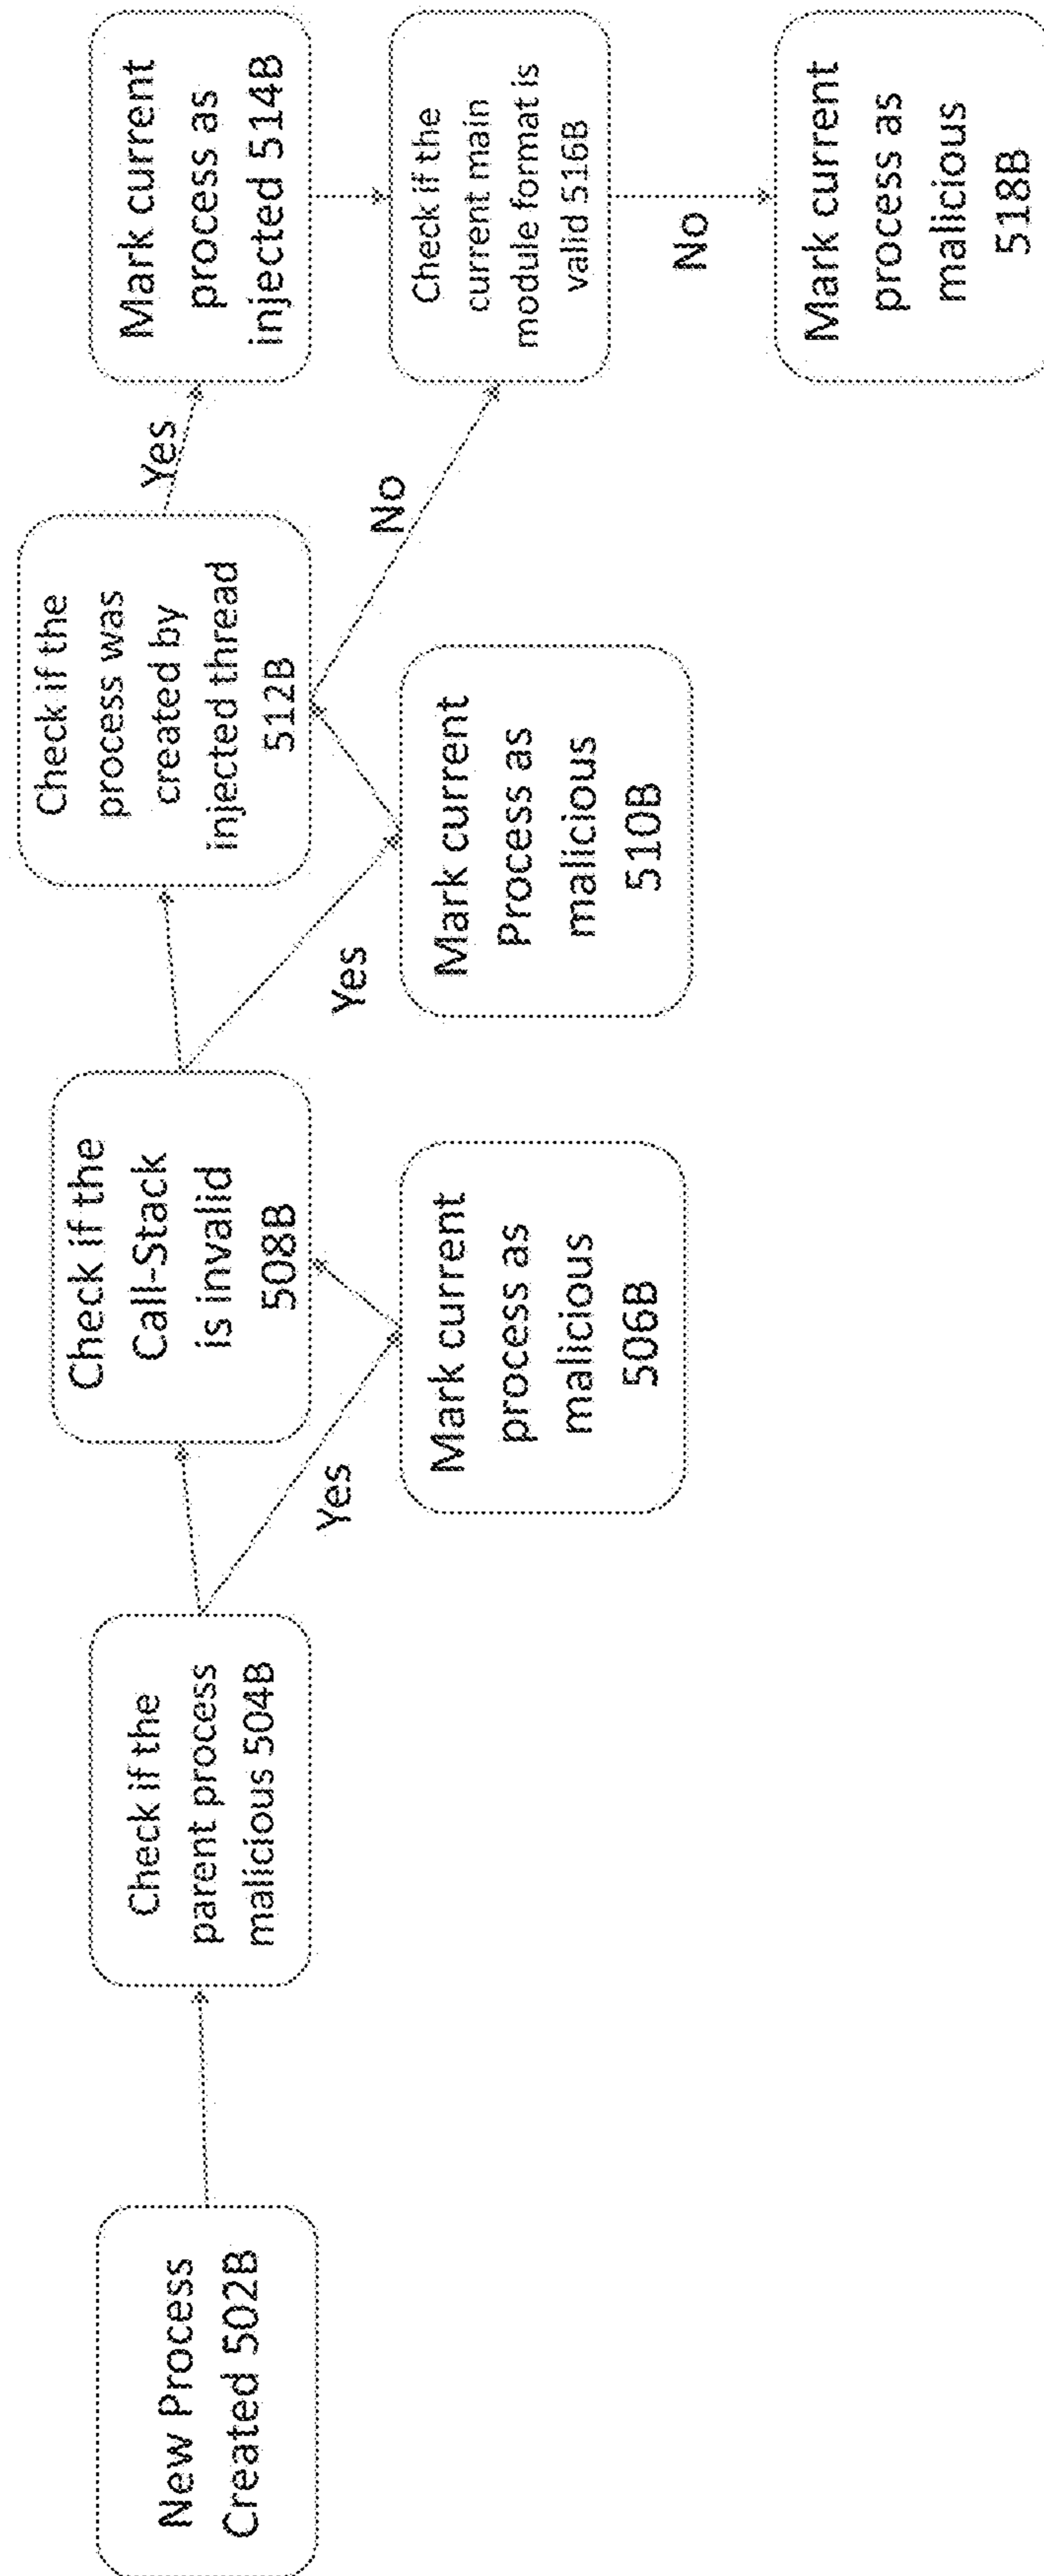 New Process
Created 502B
Check if the
parent process
malicious 504B
Yes
Mark current
process as
malicious
506B
Check if the
Call-Stack
is invalid
508B
Yes
Mark current
Process as
malicious
510B
Check if the
process was
created by
injected thread
512B
Yes
No
Mark current
process as
injected 514B
Check if the
current main
module format is
valid 516B
No
Mark current
process as
malicious
518B